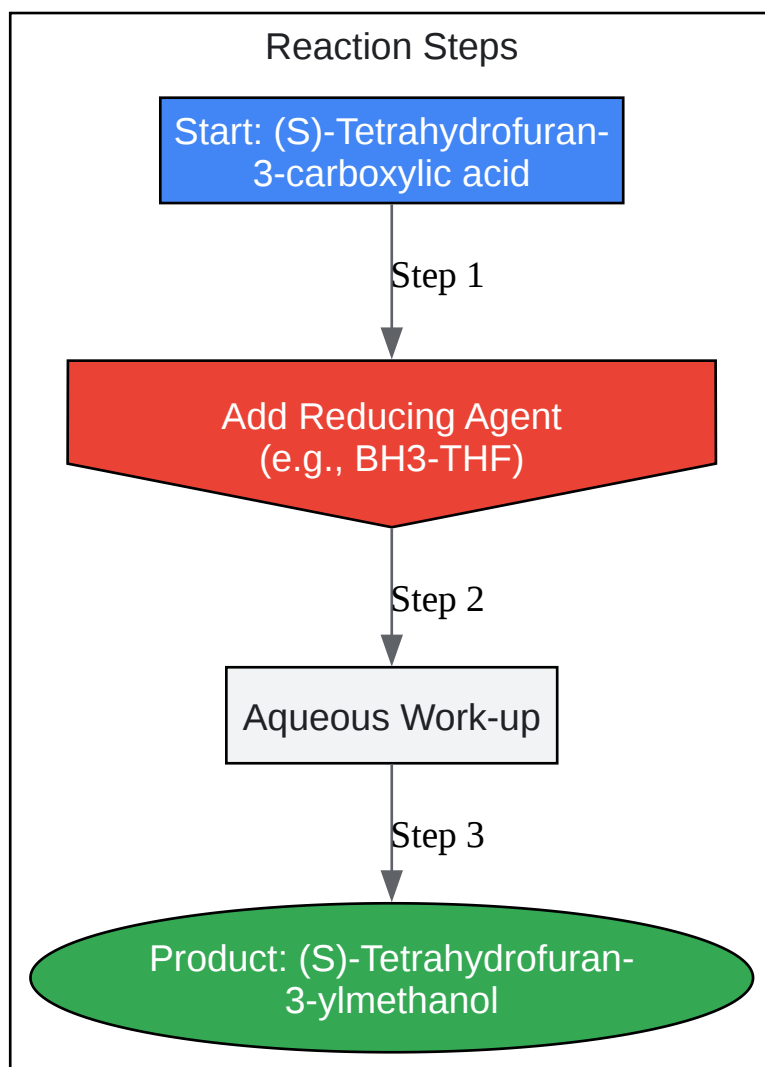 Reaction Steps
Start: (S)-Tetrahydrofuran-
3-carboxylic acid
Step 1
Add Reducing Agent
(e.g., BH3-THF)
Step 2
Aqueous Work-up
Step 3
Product: (S)-Tetrahydrofuran-
3-ylmethanol